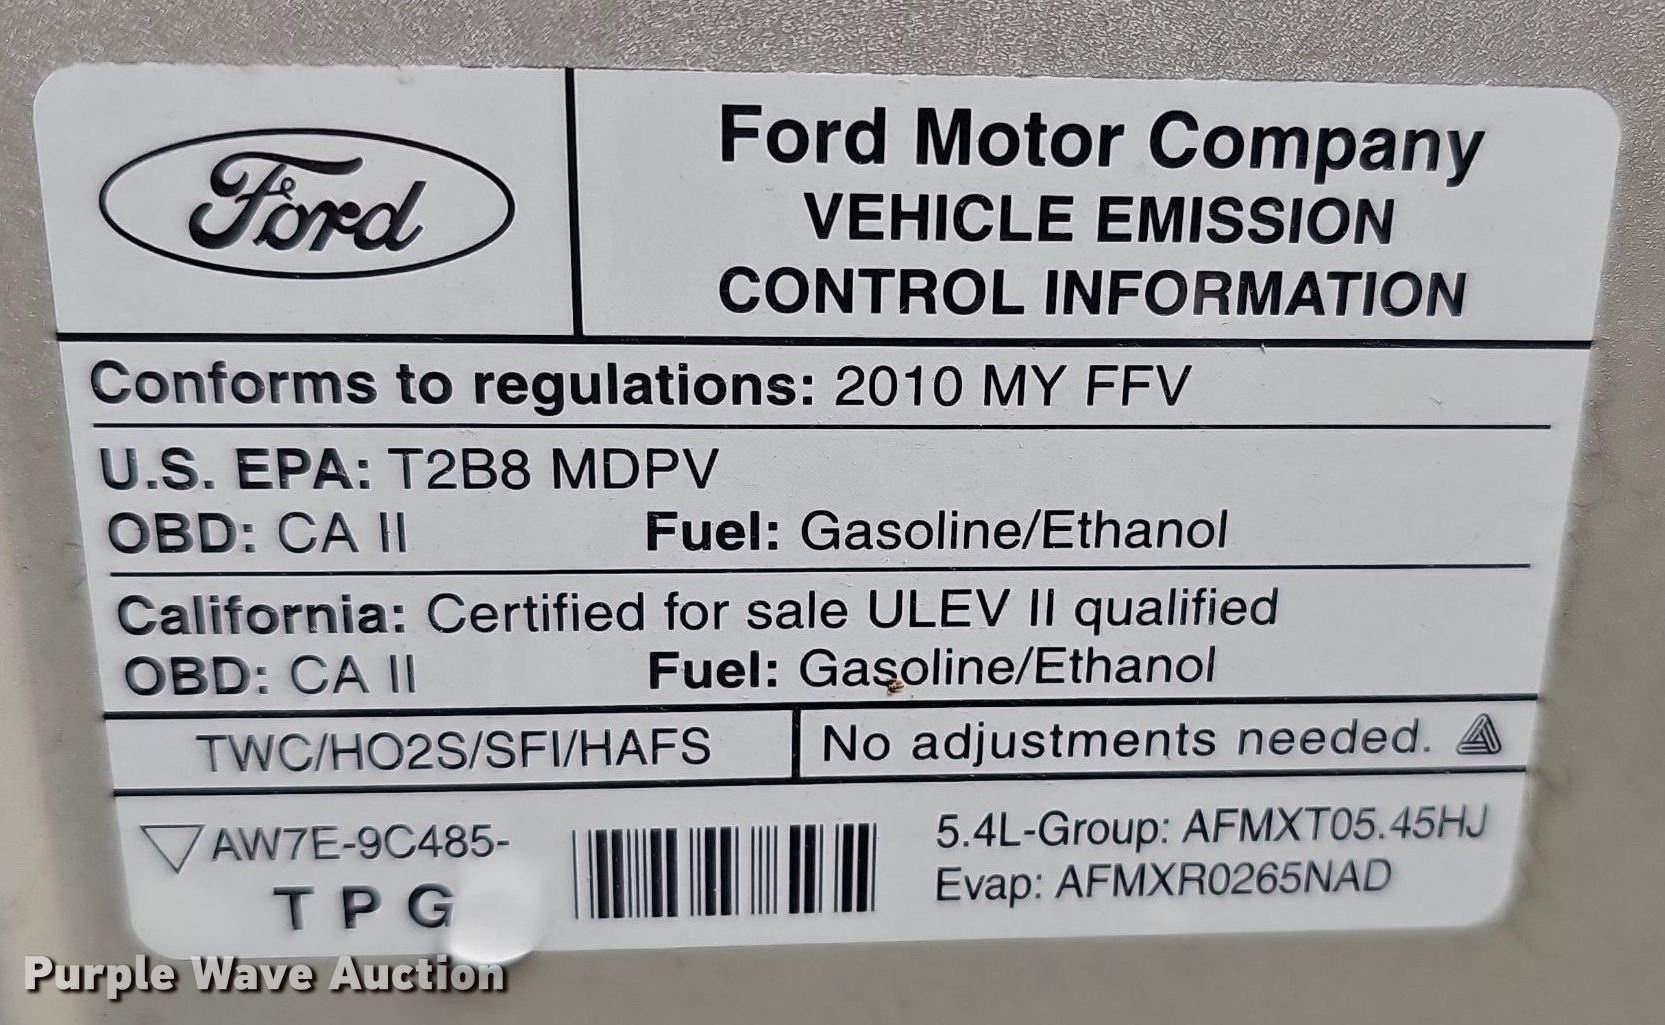 Ford
Ford Motor Company
VEHICLE EMISSION
CONTROL INFORMATION
Conforms to regulations: 2010 MY FFV
U.S. EPA: T2B8 MDPV
OBD: CA II Fuel: Gasoline/Ethanol
California: Certified for sale ULEV II qualified
OBD: CA II Fuel: Gasoline/Ethanol
TWC/HO2S/SFI/HAFS
No adjustments needed.
AW7E-9C485-
T P G
5.4L-Group: AFMXT05.45HJ
Evap: AFMXR0265NAD
Purple Wave Auction